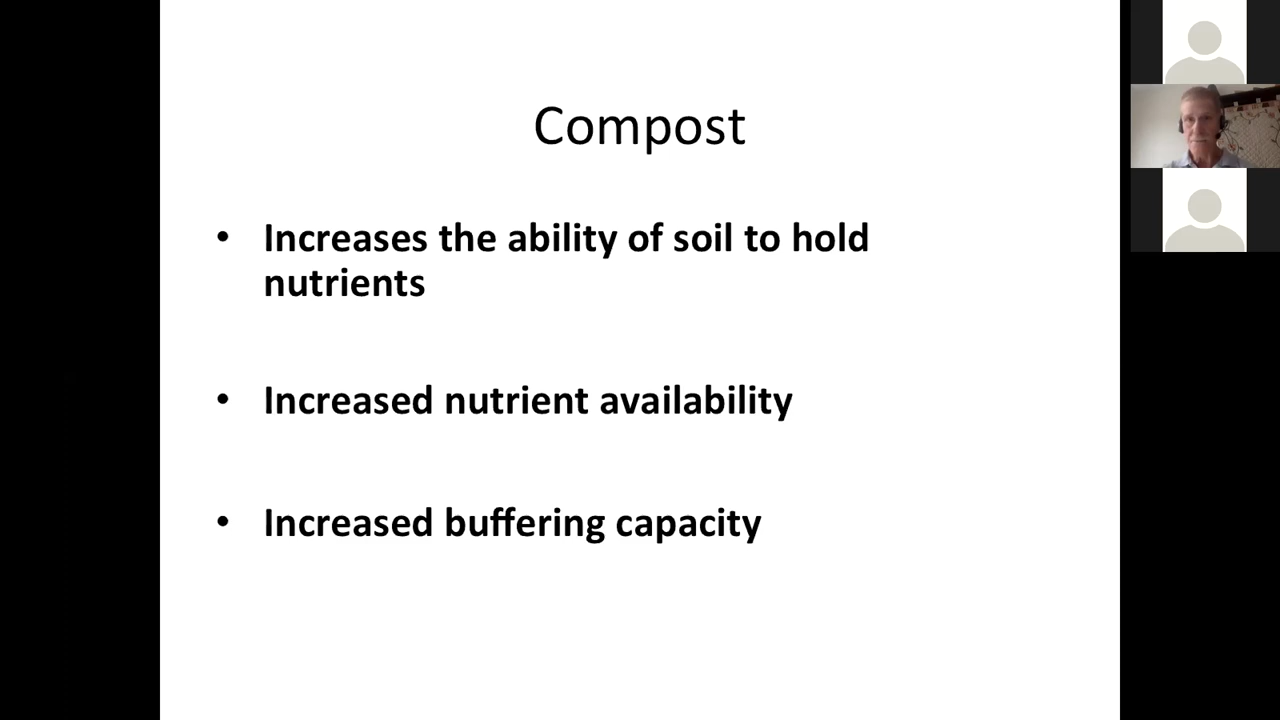 Compost
• Increases the ability of soil to hold
nutrients
• Increased nutrient availability
• Increased buffering capacity